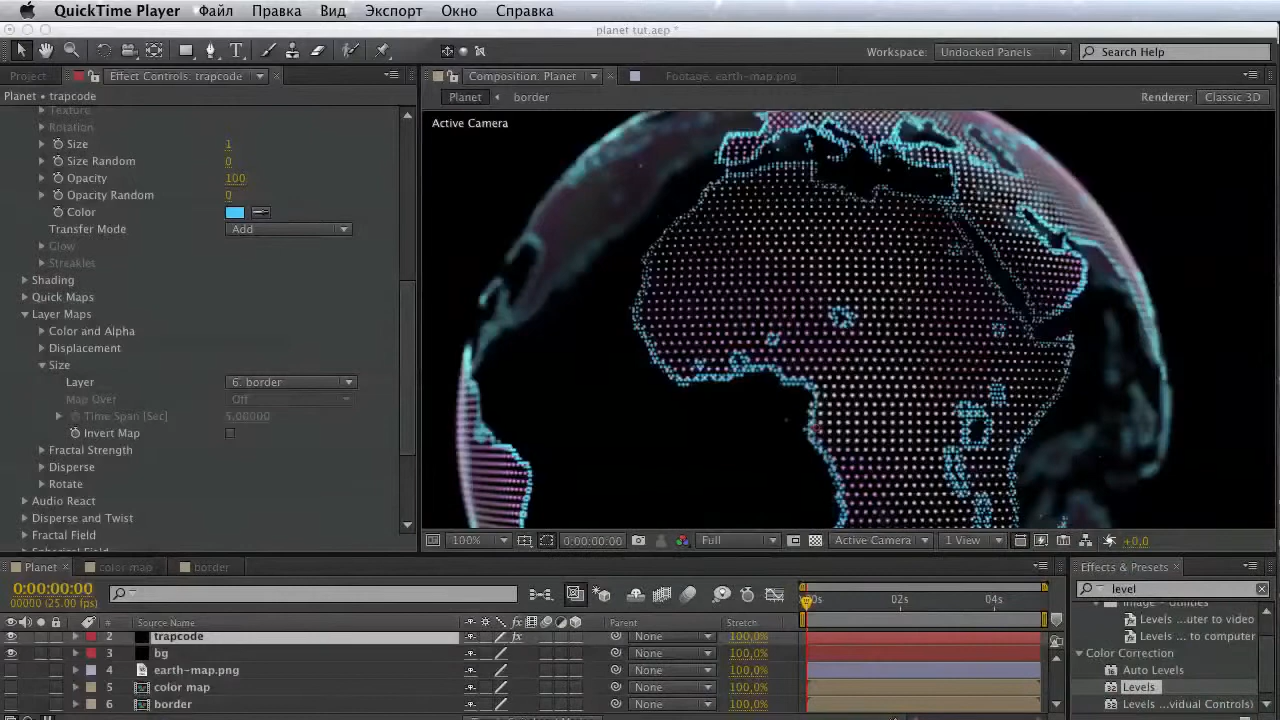 QuickTime Player Файл Правка Вид Экспорт Окно Справка
planet tut.aep *
Workspace: Undocked Panels Search Help
Project Effect Controls: trapcode Composition: Planet Footage: earth-map.png
Planet • trapcode
Planet border Renderer: Classic 3D
Active Camera
Texture
Rotation
Size 1
Size Random 0
Opacity 100
Opacity Random 0
Color
Transfer Mode Add
Glow
Streaklet
Shading
Quick Maps
Layer Maps
Color and Alpha
Displacement
Size
Layer 6. border
Map Over Off
Time Span [Sec] 5,00000
Invert Map
Fractal Strength
Disperse
Rotate
Audio React
Disperse and Twist
Fractal Field
Spherical Field
100% 0:00:00:00 Full Active Camera 1 View +0,0
Planet color map border
0:00:00:00
00000 (25.00 fps)
00s 02s 04s
# Source Name Parent Stretch
2 trapcode fx None 100,0%
3 bg None 100,0%
4 earth-map.png None 100,0%
5 color map None 100,0%
6 border None 100,0%
Effects & Presets
level
Image - Utilities
Levels ...uter to video
Levels ... to computer
Color Correction
Auto Levels
Levels
Levels ...vidual Controls)